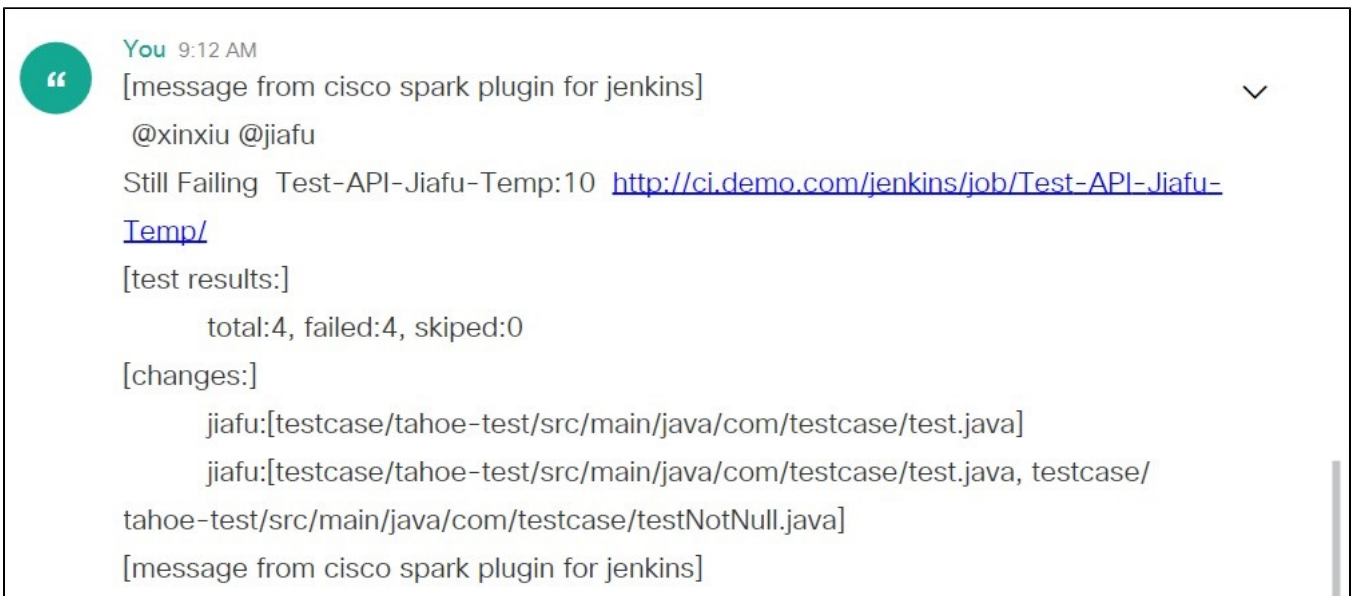 You 9:12 AM
[message from cisco spark plugin for jenkins]
@xinxiu @jiafu
Still Failing Test-API-Jiafu-Temp:10 http://ci.demo.com/jenkins/job/Test-API-Jiafu-
Temp/
[test results:]
total:4, failed:4, skiped:0
[changes:]
jiafu:[testcase/tahoe-test/src/main/java/com/testcase/test.java]
jiafu:[testcase/tahoe-test/src/main/java/com/testcase/test.java, testcase/
tahoe-test/src/main/java/com/testcase/testNotNull.java]
[message from cisco spark plugin for jenkins]